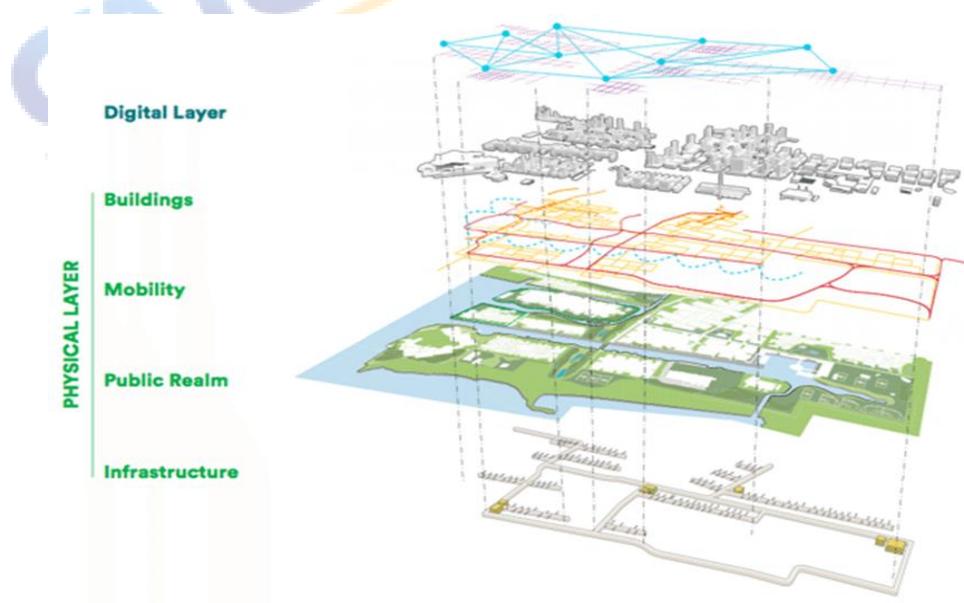 Digital Layer
Buildings
Mobility
PHYSICAL LAYER
Public Realm
Infrastructure